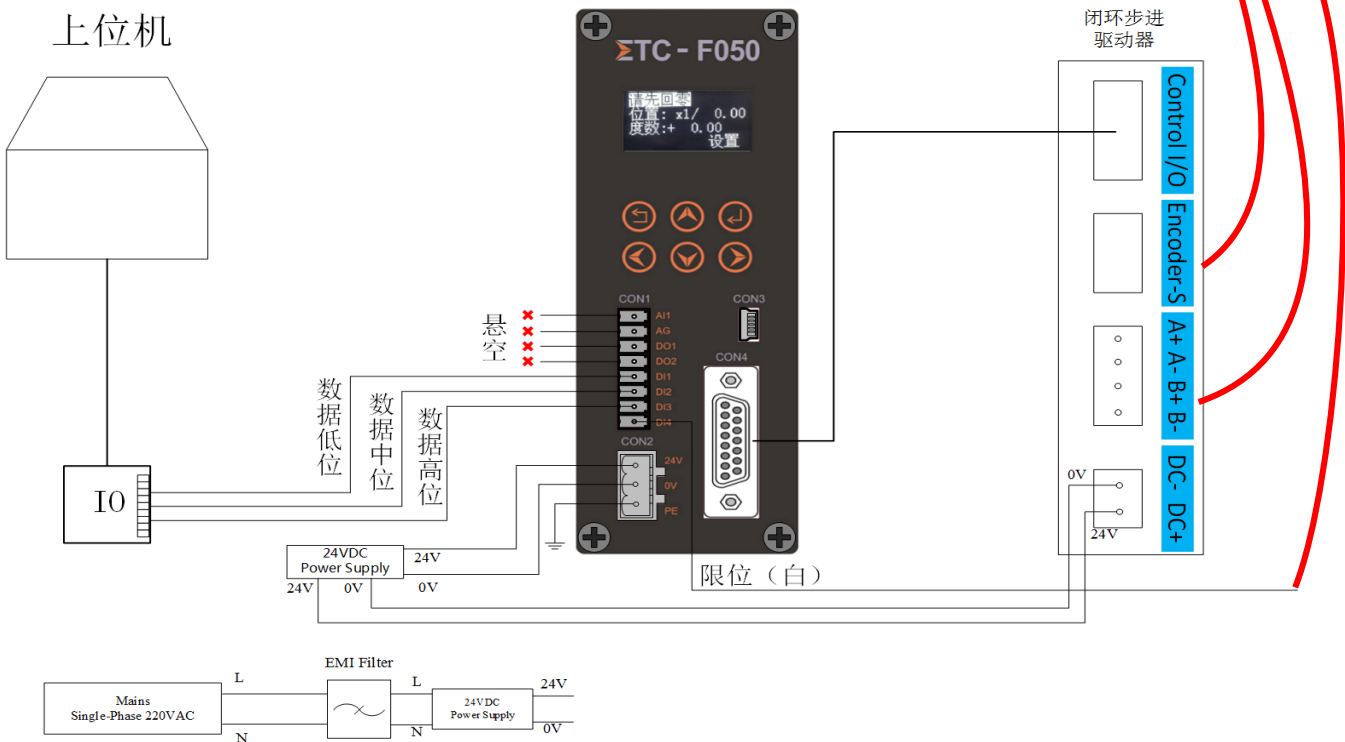 上位机
IO
数据低位
数据中位
数据高位
悬空
ΣTC - F050
请先回零
位置: x1/ 0.00
度数:+ 0.00
设置
CON1
AI1
AG
DO1
DO2
DI1
DI2
DI3
DI4
CON2
24V
0V
PE
CON3
CON4
闭环步进
驱动器
Control I/O
Encoder-S
A+ A- B+ B-
DC- DC+
0V
24V
限位（白）
24VDC
Power Supply
24V
0V
24V
0V
Mains
Single-Phase 220VAC
L
N
EMI Filter
L
N
24VDC
Power Supply
24V
0V